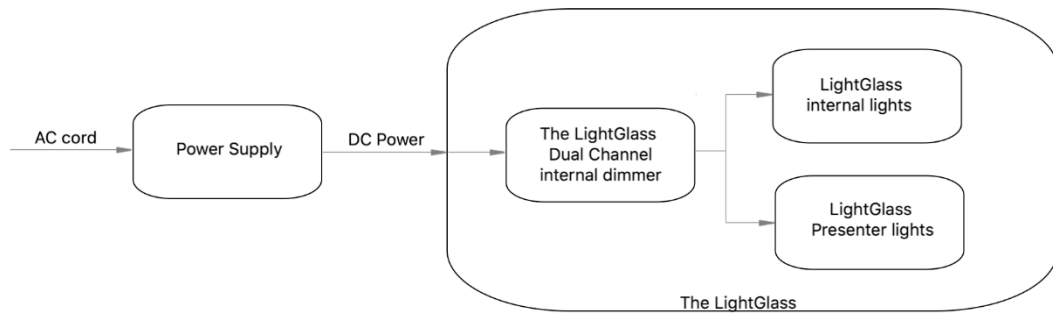 AC cord
Power Supply
DC Power
The LightGlass
Dual Channel
internal dimmer
LightGlass
internal lights
LightGlass
Presenter lights
The LightGlass